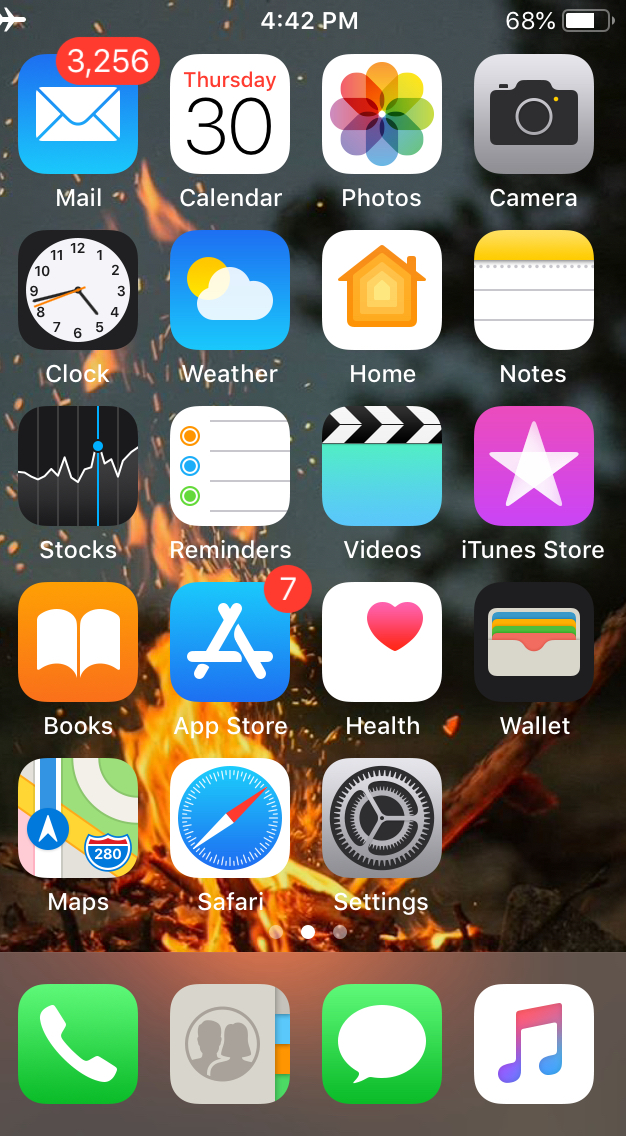 4:42 PM 68%
3,256
Thursday
30
Mail Calendar Photos Camera
12
11 1
10 2
9 3
8 4
7 5
6
Clock Weather Home Notes
Stocks Reminders Videos iTunes Store
7
Books App Store Health Wallet
280
Maps Safari Settings